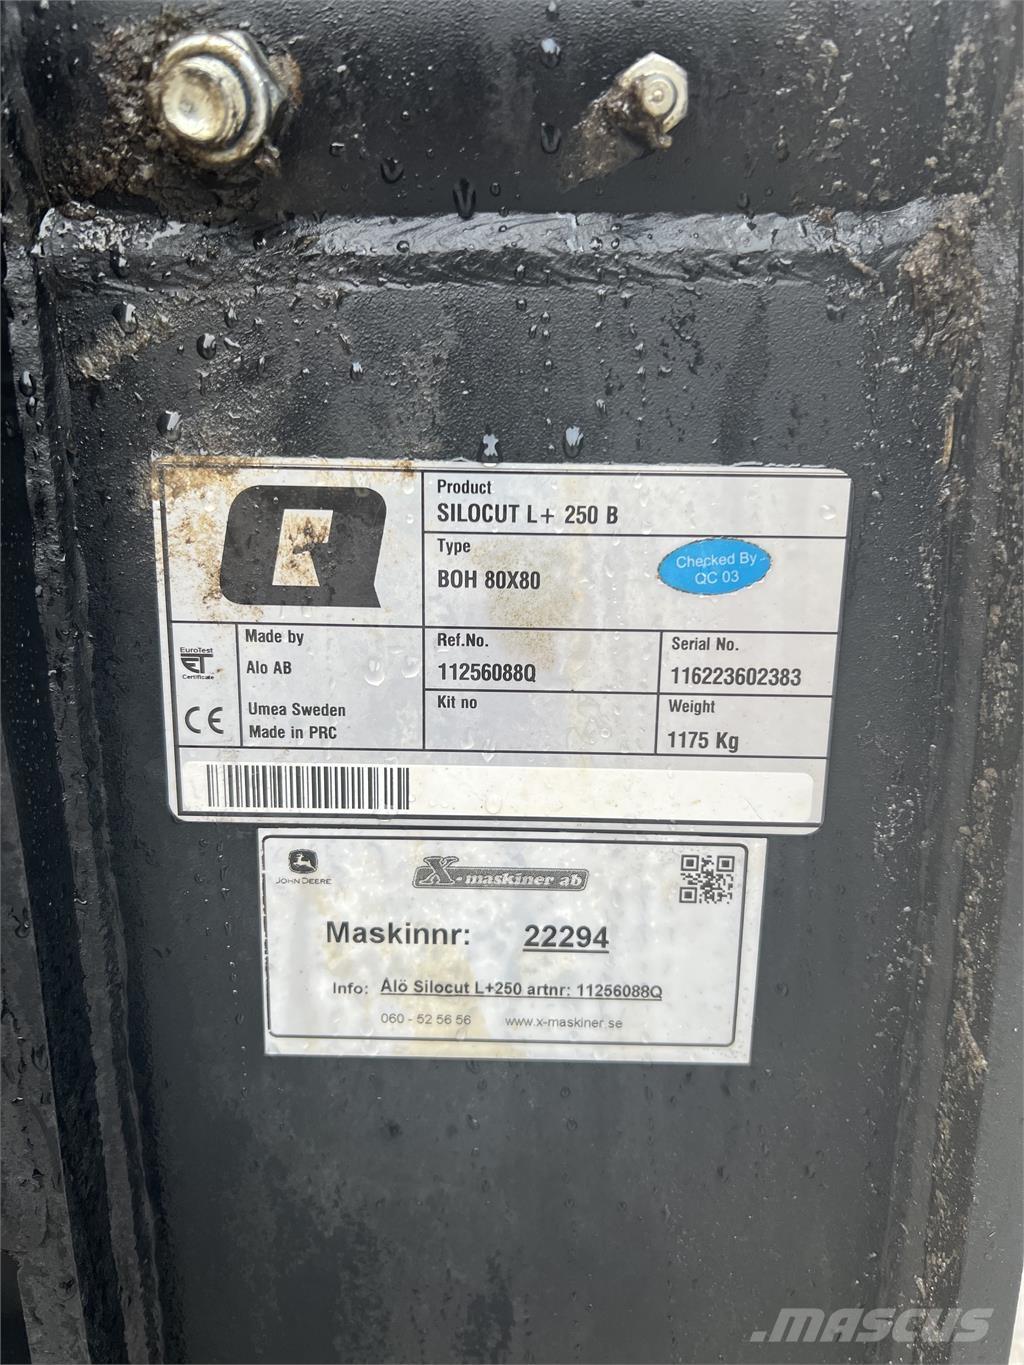 Product
SILOCUT L+ 250 B
Type
BOH 80X80
Checked By
QC 03
EuroTest
ET
Certificate
CE
Made by
Alo AB
Umea Sweden
Made in PRC
Ref.No.
11256088Q
Serial No.
116223602383
Kit no
Weight
1175 Kg
JOHN DEERE
X-maskiner ab
Maskinnr: 22294
Info: Ålö Silocut L+250 artnr: 11256088Q
060 - 52 56 56 www.x-maskiner.se
MASCUS